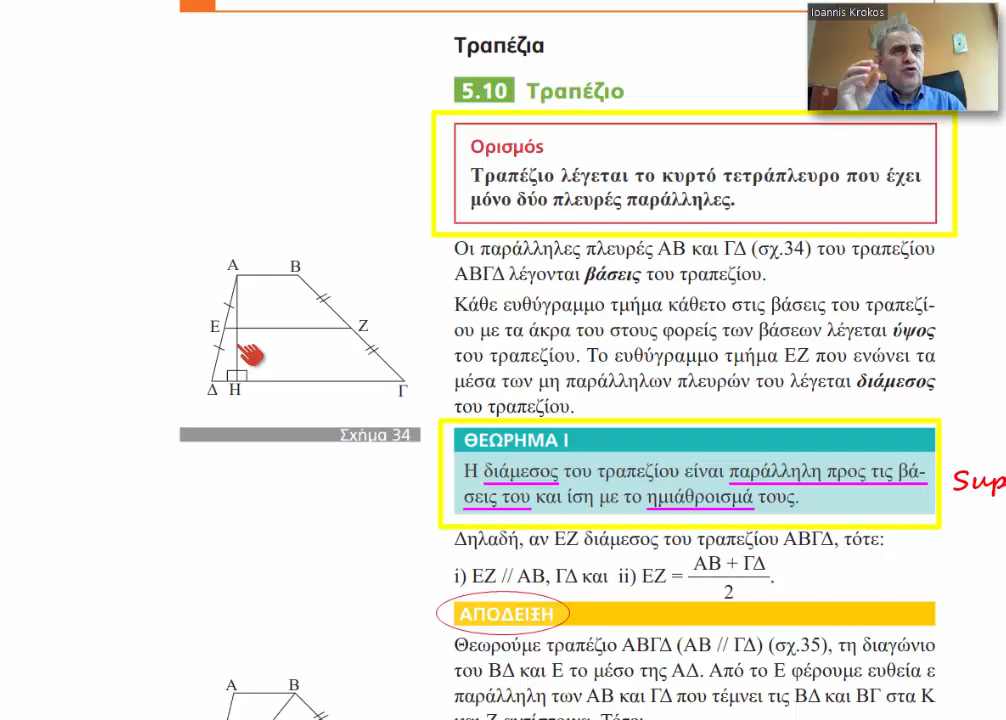 Ioannis Krokos
Τραπέζια
5.10 Τραπέζιο
Ορισμός
Τραπέζιο λέγεται το κυρτό τετράπλευρο που έχει
μόνο δύο πλευρές παράλληλες.
Οι παράλληλες πλευρές ΑΒ και ΓΔ (σχ.34) του τραπεζίου
ΑΒΓΔ λέγονται βάσεις του τραπεζίου.
Κάθε ευθύγραμμο τμήμα κάθετο στις βάσεις του τραπεζί-
ου με τα άκρα του στους φορείς των βάσεων λέγεται ύψος
του τραπεζίου. Το ευθύγραμμο τμήμα ΕΖ που ενώνει τα
μέσα των μη παράλληλων πλευρών του λέγεται διάμεσος
του τραπεζίου.
Α Β
Ε Ζ
Δ Η Γ
Σχήμα 34
ΘΕΩΡΗΜΑ Ι
Η διάμεσος του τραπεζίου είναι παράλληλη προς τις βά-
σεις του και ίση με το ημιάθροισμά τους.
Sup
Δηλαδή, αν ΕΖ διάμεσος του τραπεζίου ΑΒΓΔ, τότε:
i) ΕΖ // ΑΒ, ΓΔ και ii) ΕΖ = ΑΒ + ΓΔ / 2 .
ΑΠΟΔΕΙΞΗ
Θεωρούμε τραπέζιο ΑΒΓΔ (ΑΒ // ΓΔ) (σχ.35), τη διαγώνιο
του ΒΔ και Ε το μέσο της ΑΔ. Από το Ε φέρουμε ευθεία ε
παράλληλη των ΑΒ και ΓΔ που τέμνει τις ΒΔ και ΒΓ στα Κ
και Ζ αντίστοιχα. Τότε:
Α Β